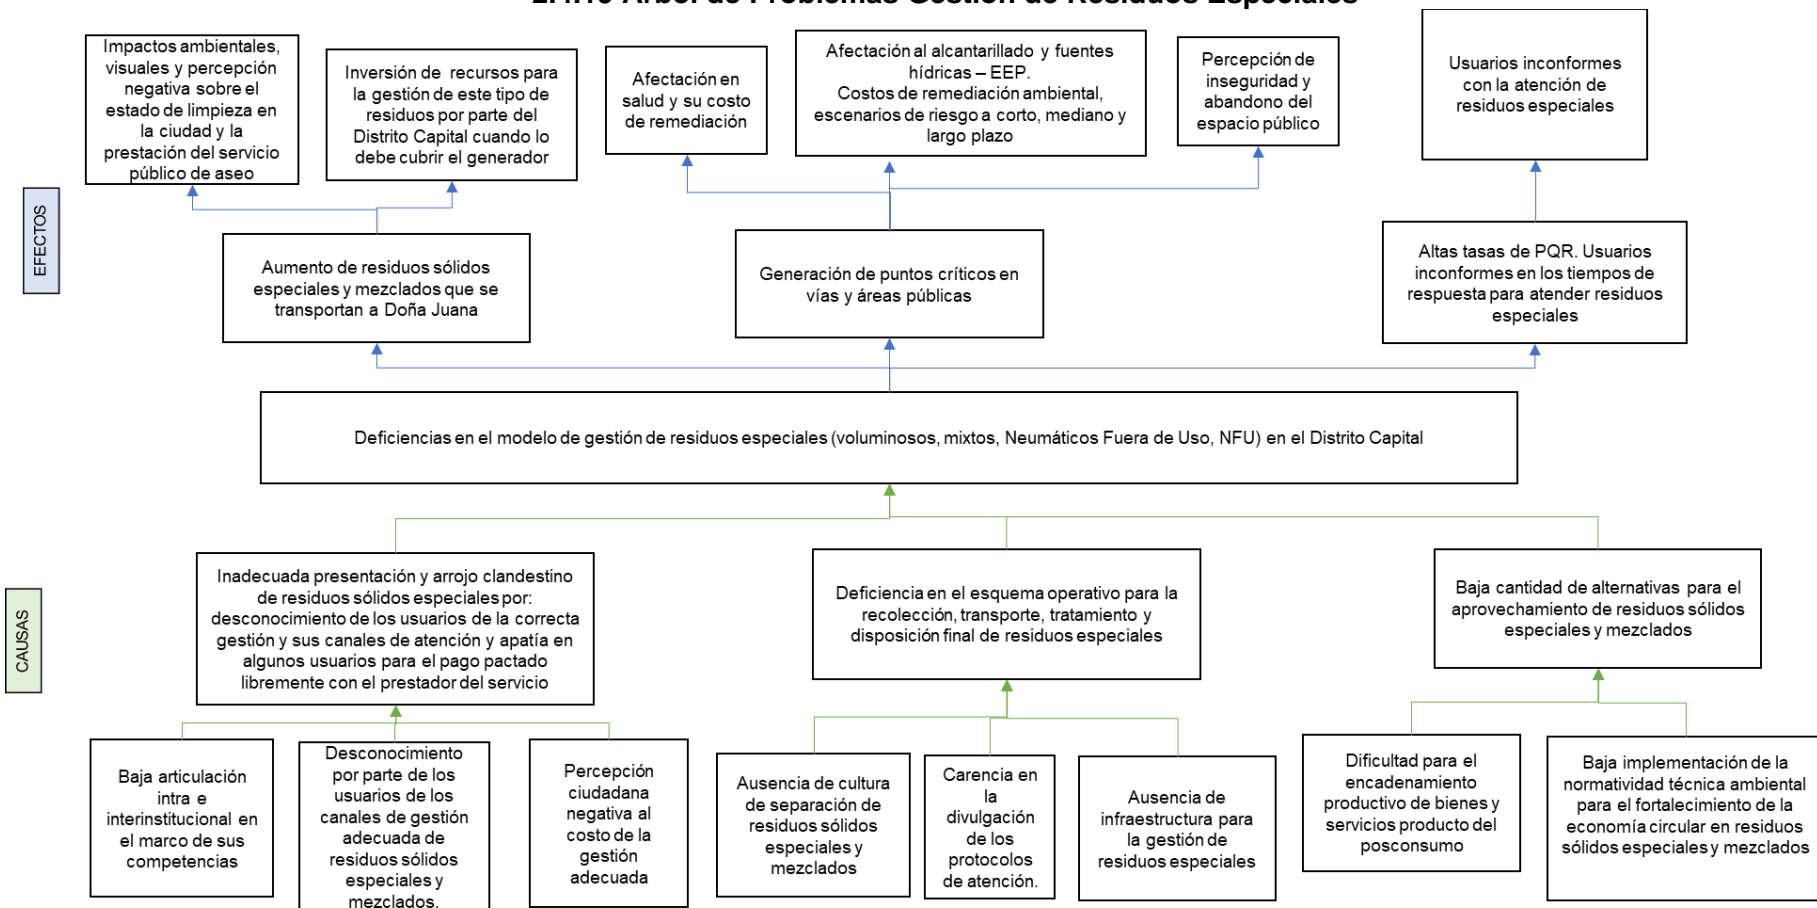 2.4.10 Árbol de Problemas Gestión de Residuos Especiales
Impactos ambientales,
visuales y percepción
negativa sobre el
estado de limpieza en
la ciudad y la
prestación del servicio
público de aseo
Inversión de recursos para
la gestión de este tipo de
residuos por parte del
Distrito Capital cuando lo
debe cubrir el generador
Afectación en
salud y su costo
de remediación
Afectación al alcantarillado y fuentes
hídricas – EEP.
Costos de remediación ambiental,
escenarios de riesgo a corto, mediano y
largo plazo
Percepción de
inseguridad y
abandono del
espacio público
Usuarios inconformes
con la atención de
residuos especiales
EFECTOS
Aumento de residuos sólidos
especiales y mezclados que se
transportan a Doña Juana
Generación de puntos críticos en
vías y áreas públicas
Altas tasas de PQR. Usuarios
inconformes en los tiempos de
respuesta para atender residuos
especiales
Deficiencias en el modelo de gestión de residuos especiales (voluminosos, mixtos, Neumáticos Fuera de Uso, NFU) en el Distrito Capital
CAUSAS
Inadecuada presentación y arrojo clandestino
de residuos sólidos especiales por:
desconocimiento de los usuarios de la correcta
gestión y sus canales de atención y apatía en
algunos usuarios para el pago pactado
libremente con el prestador del servicio
Deficiencia en el esquema operativo para la
recolección, transporte, tratamiento y
disposición final de residuos especiales
Baja cantidad de alternativas para el
aprovechamiento de residuos sólidos
especiales y mezclados
Baja articulación
intra e
interinstitucional en
el marco de sus
competencias
Desconocimiento
por parte de los
usuarios de los
canales de gestión
adecuada de
residuos sólidos
especiales y
mezclados.
Percepción
ciudadana
negativa al
costo de la
gestión
adecuada
Ausencia de cultura
de separación de
residuos sólidos
especiales y
mezclados
Carencia en
la
divulgación
de los
protocolos
de atención.
Ausencia de
infraestructura para
la gestión de
residuos especiales
Dificultad para el
encadenamiento
productivo de bienes y
servicios producto del
posconsumo
Baja implementación de la
normatividad técnica ambiental
para el fortalecimiento de la
economía circular en residuos
sólidos especiales y mezclados